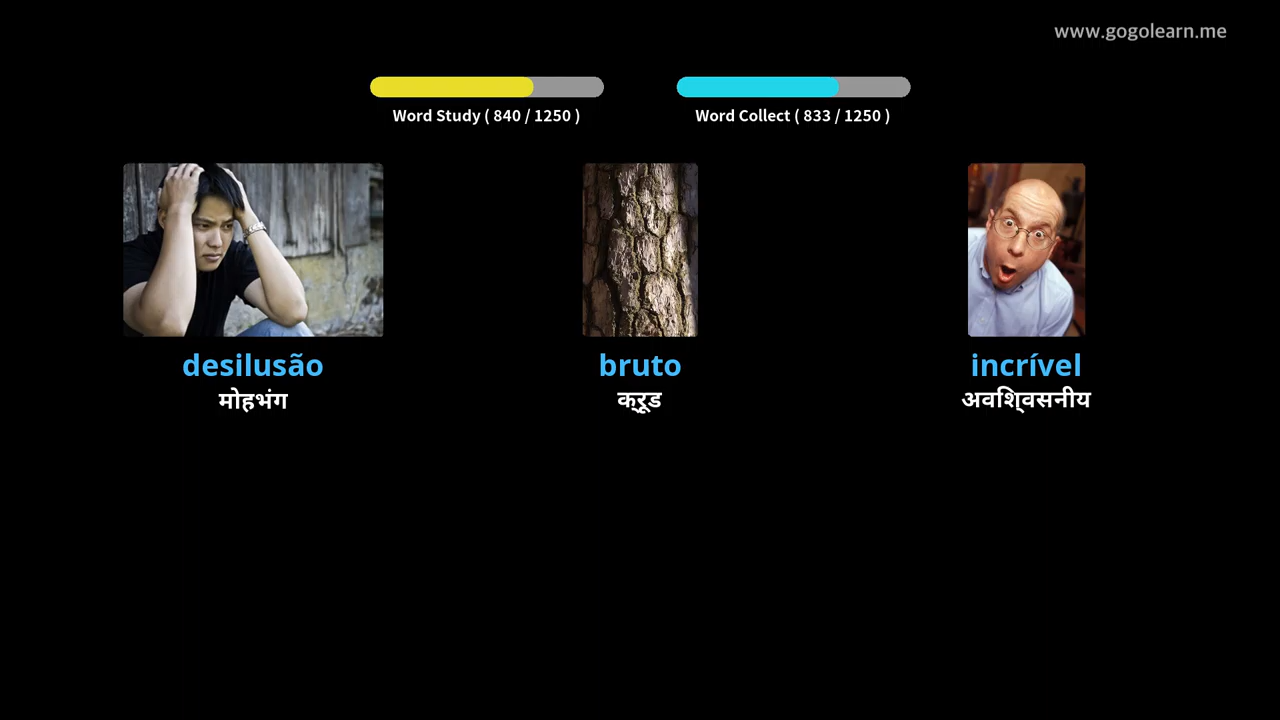 www.gogolearn.me
Word Study ( 840 / 1250 )
Word Collect ( 833 / 1250 )
desilusão
bruto
incrível
मोहभंग
क्रूड
अविश्वसनीय